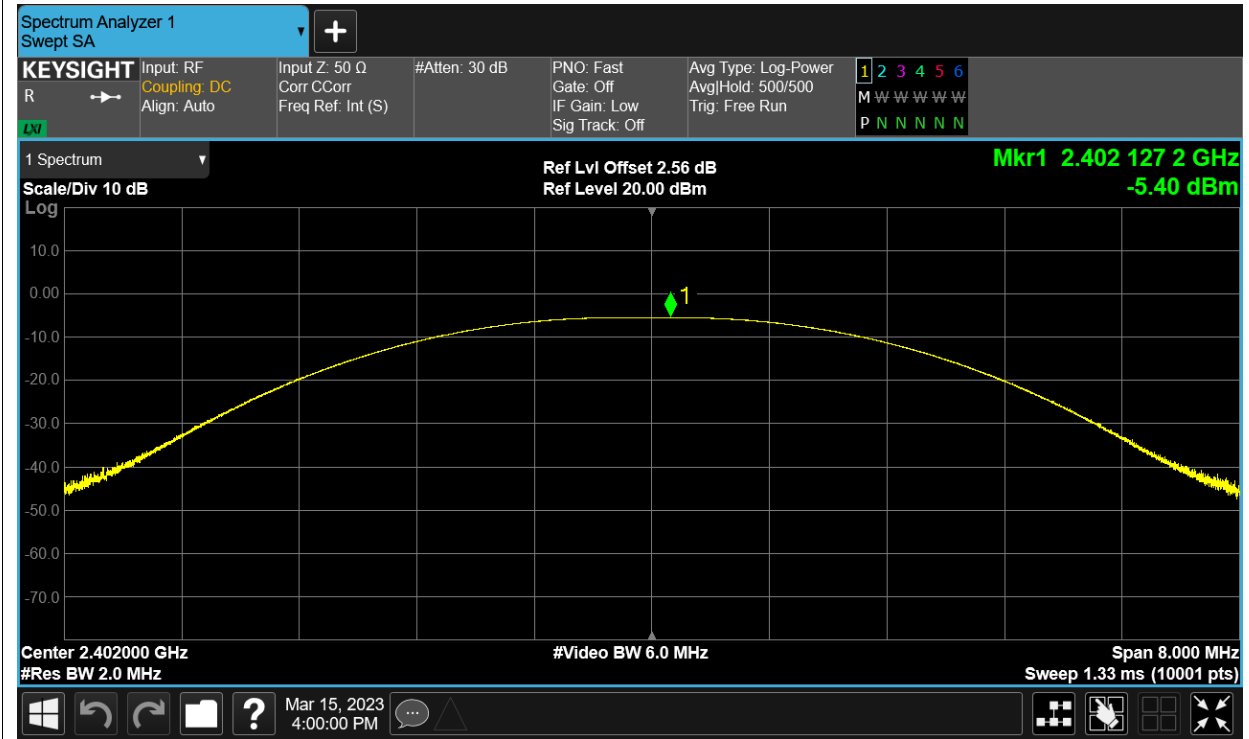 Spectrum Analyzer 1
Swept SA
KEYSIGHT
R
LXI
Input: RF
Coupling: DC
Align: Auto
Input Z: 50 Ω
Corr CCorr
Freq Ref: Int (S)
#Atten: 30 dB
PNO: Fast
Gate: Off
IF Gain: Low
Sig Track: Off
Avg Type: Log-Power
Avg|Hold: 500/500
Trig: Free Run
1 2 3 4 5 6
M W W W W W
P N N N N N
1 Spectrum
Scale/Div 10 dB
Ref Lvl Offset 2.56 dB
Ref Level 20.00 dBm
Mkr1 2.402 127 2 GHz
-5.40 dBm
Log
10.0
0.00
1
-10.0
-20.0
-30.0
-40.0
-50.0
-60.0
-70.0
Center 2.402000 GHz
#Video BW 6.0 MHz
Span 8.000 MHz
#Res BW 2.0 MHz
Sweep 1.33 ms (10001 pts)
?
Mar 15, 2023
4:00:00 PM